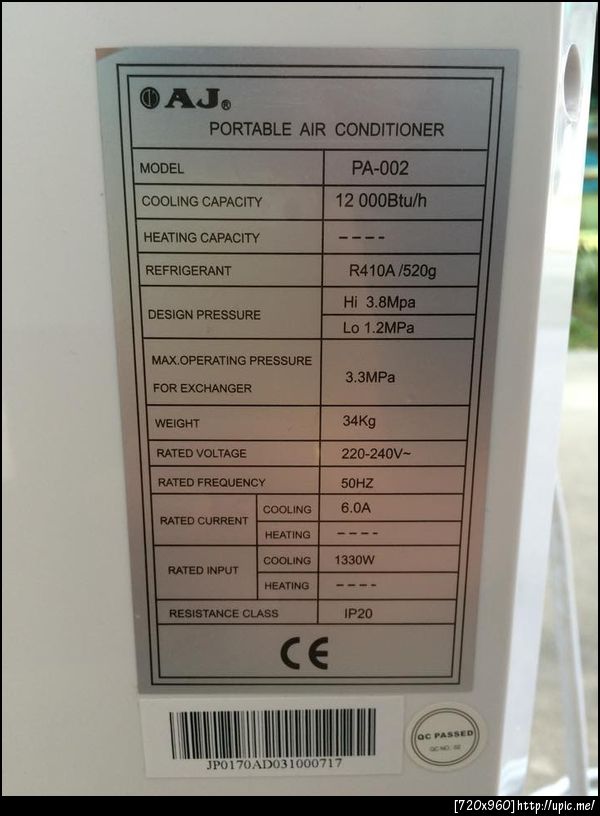 AJ®
PORTABLE AIR CONDITIONER
MODEL PA-002
COOLING CAPACITY 12 000Btu/h
HEATING CAPACITY ----
REFRIGERANT R410A /520g
DESIGN PRESSURE Hi 3.8Mpa
Lo 1.2MPa
MAX.OPERATING PRESSURE
FOR EXCHANGER 3.3MPa
WEIGHT 34Kg
RATED VOLTAGE 220-240V~
RATED FREQUENCY 50HZ
RATED CURRENT COOLING 6.0A
HEATING ----
RATED INPUT COOLING 1330W
HEATING ----
RESISTANCE CLASS IP20
CE
JP0170AD031000717
QC PASSED
QC NO.: 02
[720x960]http://upic.me/